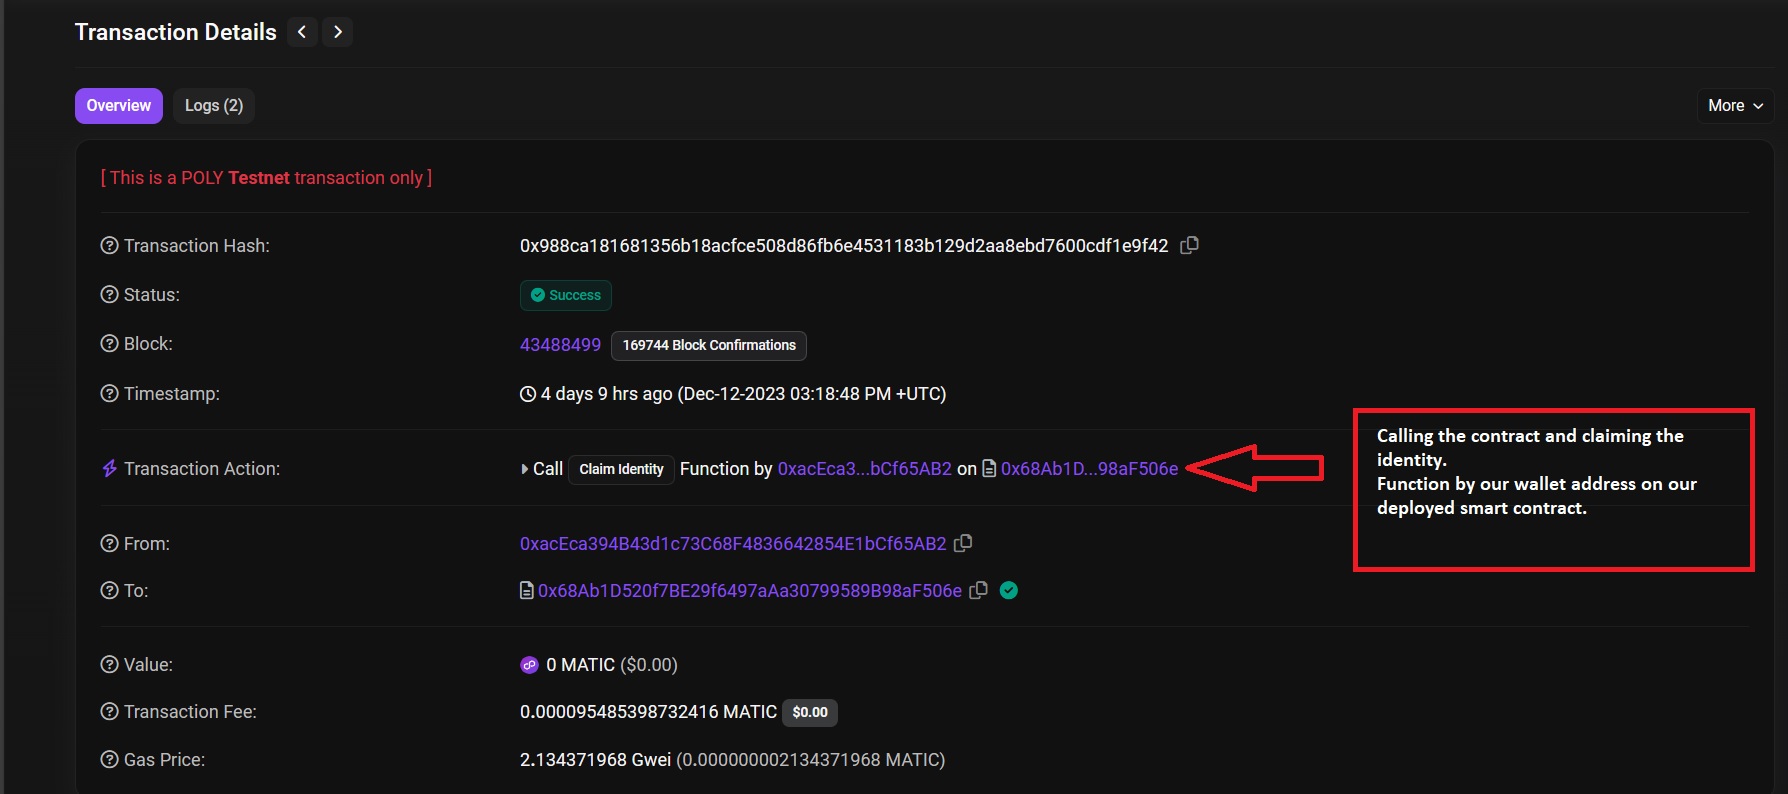 Transaction Details
Overview
Logs (2)
More
[ This is a POLY Testnet transaction only ]
Transaction Hash:
0x988ca181681356b18acfce508d86fb6e4531183b129d2aa8ebd7600cdf1e9f42
Status:
Success
Block:
43488499
169744 Block Confirmations
Timestamp:
4 days 9 hrs ago (Dec-12-2023 03:18:48 PM +UTC)
Transaction Action:
Call Claim Identity Function by 0xacEca3...bCf65AB2 on 0x68Ab1D...98aF506e
Calling the contract and claiming the
identity.
Function by our wallet address on our
deployed smart contract.
From:
0xacEca394B43d1c73C68F4836642854E1bCf65AB2
To:
0x68Ab1D520f7BE29f6497aAa30799589B98aF506e
Value:
0 MATIC ($0.00)
Transaction Fee:
0.000095485398732416 MATIC $0.00
Gas Price:
2.134371968 Gwei (0.000000002134371968 MATIC)